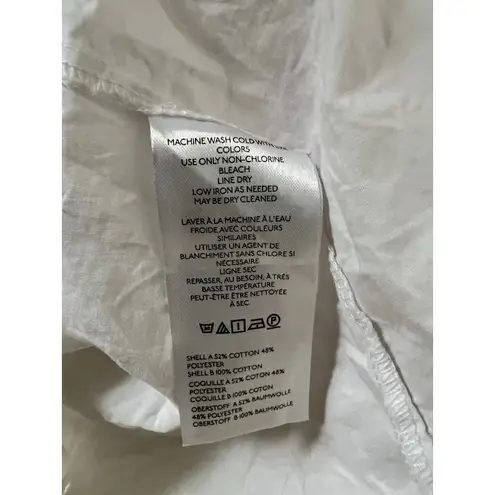 MACHINE WASH COLD WITH
COLORS
USE ONLY NON-CHLORINE
BLEACH
LINE DRY
LOW IRON AS NEEDED
MAY BE DRY CLEANED
LAVER À LA MACHINE À L'EAU
FROIDE AVEC COULEURS
SIMILAIRES
UTILISER UN AGENT DE
BLANCHIMENT SANS CHLORE SI
NÉCESSAIRE
LIGNE SEC
REPASSER, AU BESOIN, À TRÈS
BASSE TEMPÉRATURE
PEUT-ÊTRE ÊTRE NETTOYÉE
À SEC
P
SHELL A 52% COTTON 48%
POLYESTER
SHELL B 100% COTTON
COQUILLE A 52% COTON 48%
POLYESTER
COQUILLE B 100% COTON
OBERSTOFF A 52% BAUMWOLLE
48% POLYESTER
OBERSTOFF B 100% BAUMWOLLE